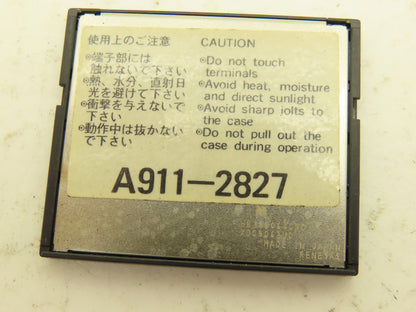 使用上のご注意
◎端子部には
触れないで下さい
◎熱、水分、直射日
光を避けて下さい
◎衝撃を与えないで
下さい
◎動作中は抜かない
で下さい
CAUTION
◎Do not touch
terminals
◎Avoid heat, moisture
and direct sunlight
◎Avoid sharp jolts to
the case
◎Do not pull out the
case during operation
A911-2827
MADE IN JAPAN
RENESAS